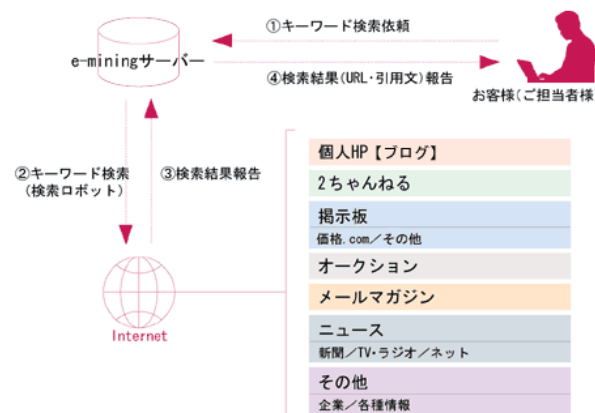 ①キーワード検索依頼
e-miningサーバー
④検索結果(URL･引用文)報告
お客様(ご担当者様)
②キーワード検索
(検索ロボット)
③検索結果報告
Internet
個人HP【ブログ】
2ちゃんねる
掲示板
価格.com／その他
オークション
メールマガジン
ニュース
新聞／TV･ラジオ／ネット
その他
企業／各種情報